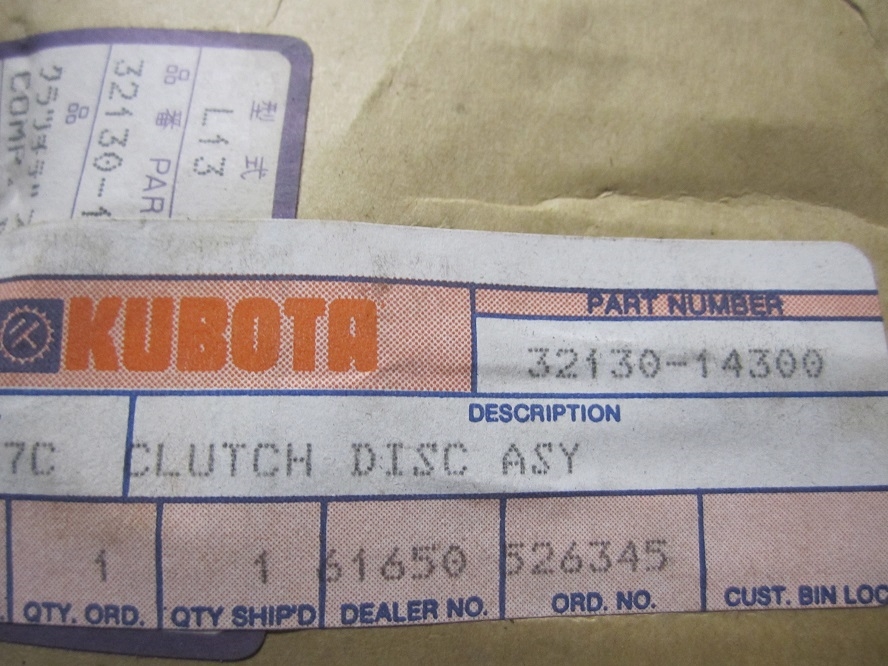 型式
L13
品番 PAR
32130-1
品
クラッチディス
COMP.
KUBOTA
PART NUMBER
32130-14300
DESCRIPTION
7C CLUTCH DISC ASY
1 1 61650 526345
QTY. ORD. QTY SHIP'D DEALER NO. ORD. NO. CUST. BIN LOC